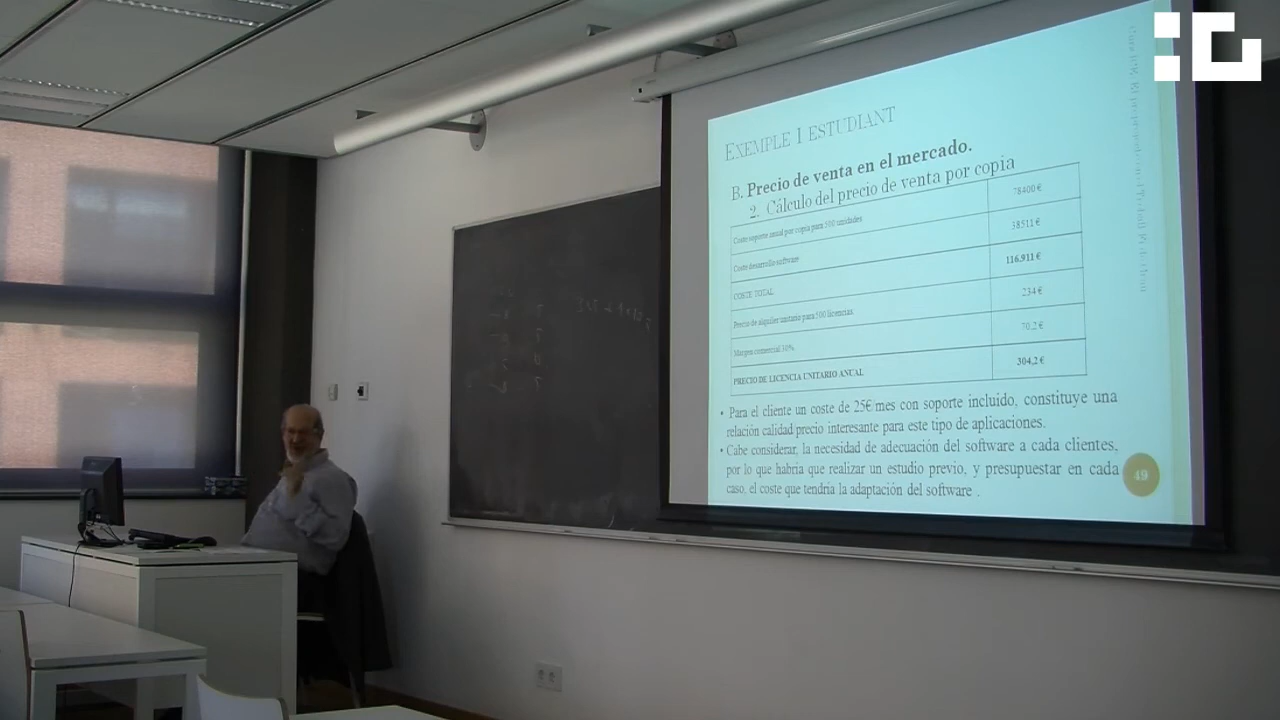 EXEMPLE 1 ESTUDIANT
B. Precio de venta en el mercado.
2. Cálculo del precio de venta por copia
Coste soporte anual por copia para 500 unidades 78400 €
Coste desarrollo software 38511 €
COSTE TOTAL 116.911 €
Precio de alquiler unitario para 500 licencias. 234 €
Margen comercial 30% 70,2 €
PRECIO DE LICENCIA UNITARIO ANUAL 304,2 €
• Para el cliente un coste de 25€/mes con soporte incluido, constituye una
relación calidad precio interesante para este tipo de aplicaciones.
• Cabe considerar, la necesidad de adecuación del software a cada clientes,
por lo que habria que realizar un estudio previo, y presupuestar en cada
caso, el coste que tendria la adaptación del software .
49